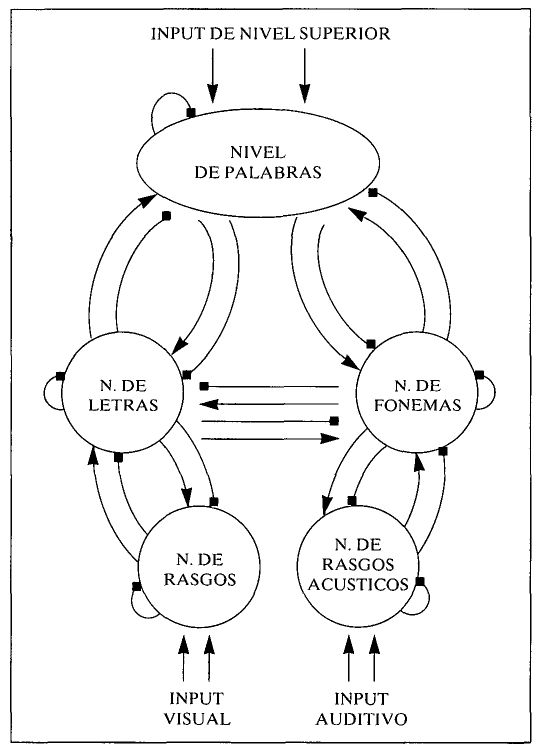 INPUT DE NIVEL SUPERIOR
NIVEL
DE PALABRAS
N. DE
LETRAS
N. DE
FONEMAS
N. DE
RASGOS
N. DE
RASGOS
ACUSTICOS
INPUT
VISUAL
INPUT
AUDITIVO